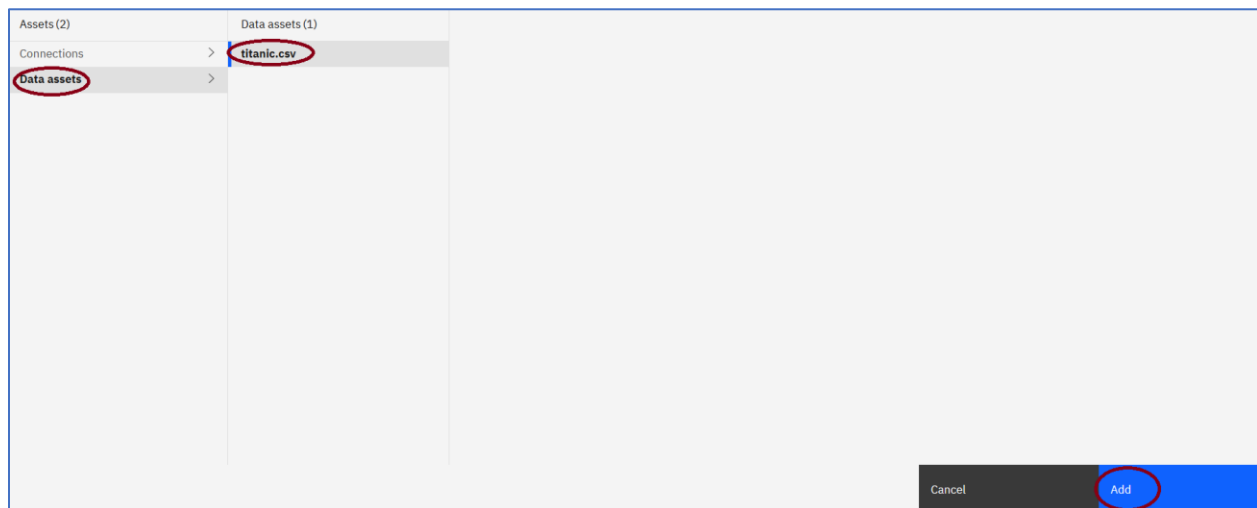 Assets (2)
Data assets (1)
Connections
titanic.csv
Data assets
Cancel
Add